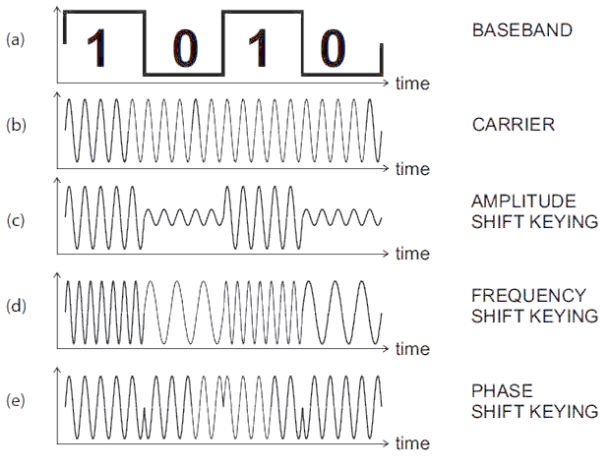 (a) 1 0 1 0 BASEBAND
time
(b) CARRIER
time
(c) AMPLITUDE
SHIFT KEYING
time
(d) FREQUENCY
SHIFT KEYING
time
(e) PHASE
SHIFT KEYING
time